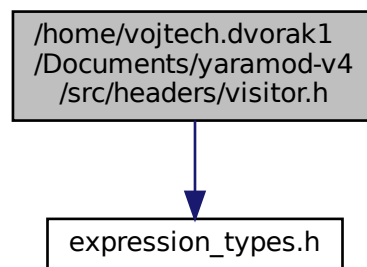 /home/vojtech.dvorak1
/Documents/yaramod-v4
/src/headers/visitor.h
expression_types.h